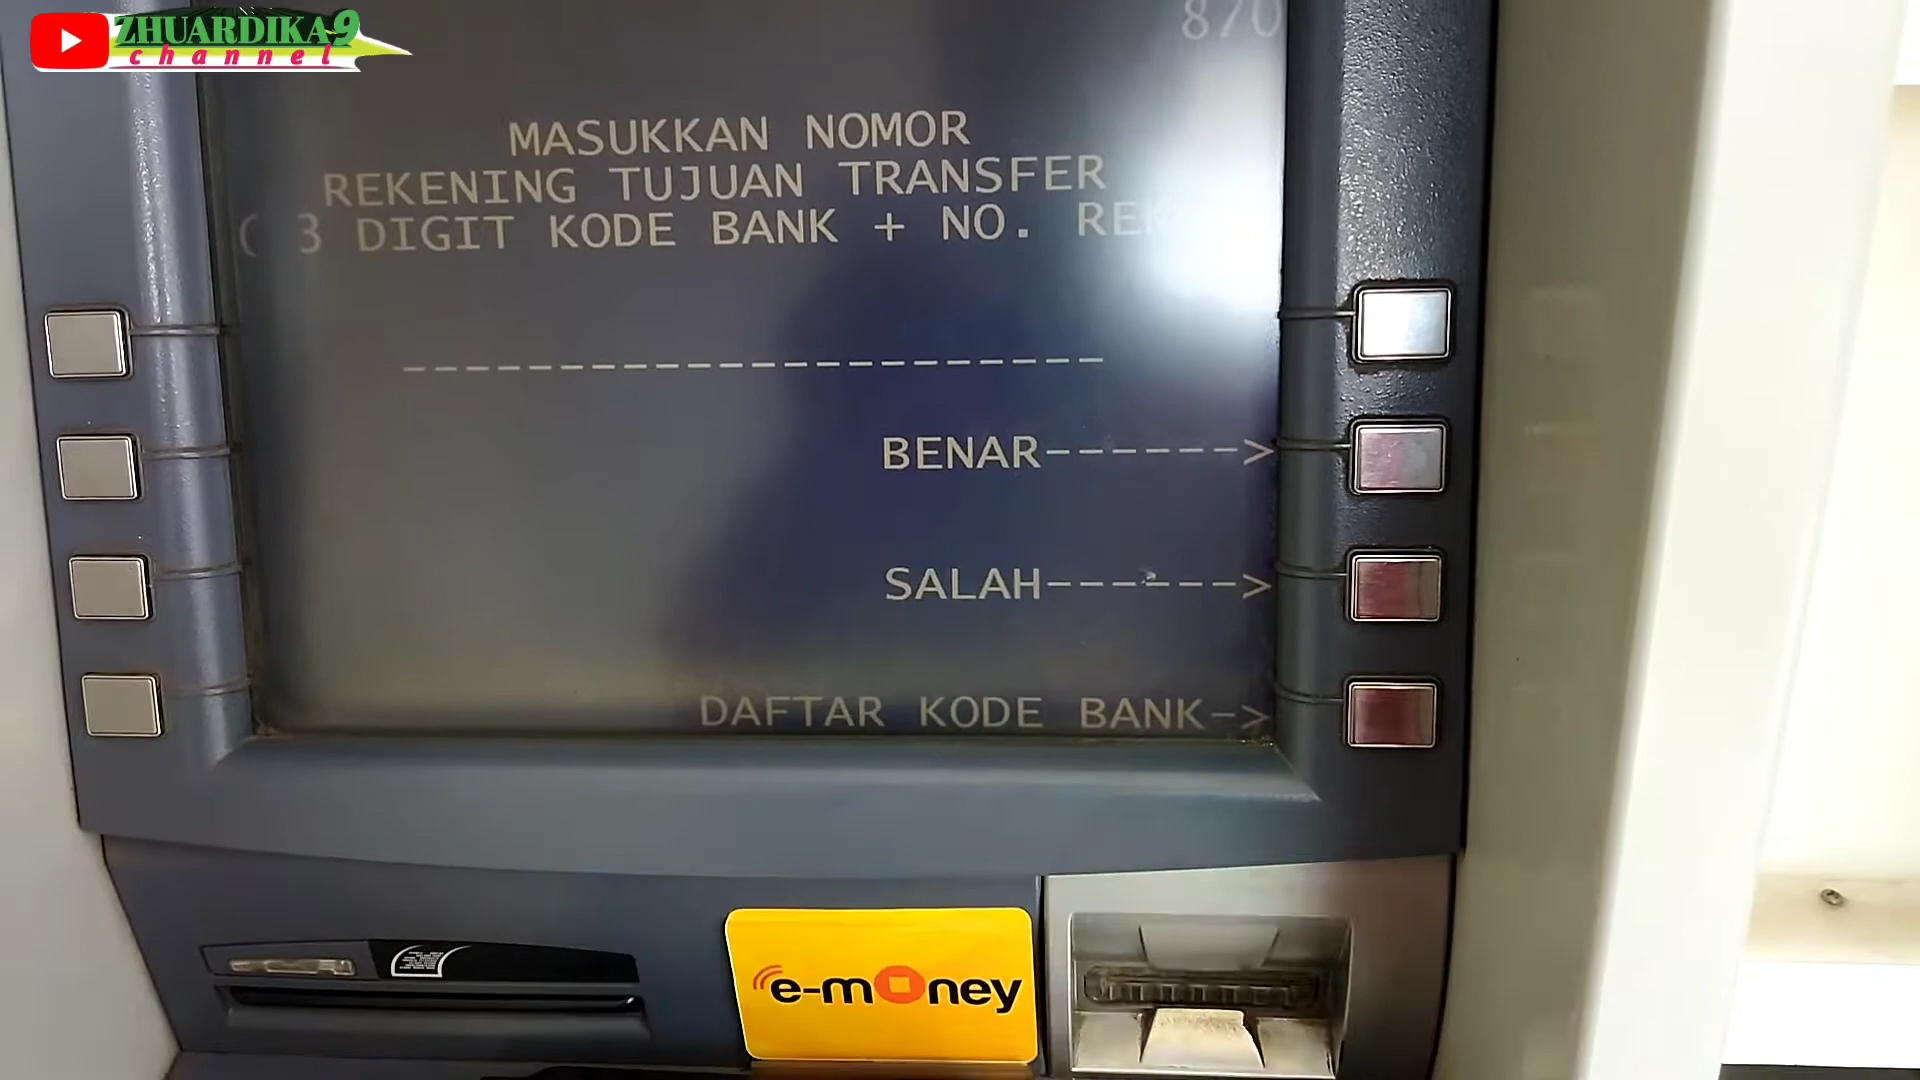 ZHUARDIKA9
channel
870
MASUKKAN NOMOR
REKENING TUJUAN TRANSFER
( 3 DIGIT KODE BANK + NO. REK
---------------------
BENAR------>
SALAH------>
DAFTAR KODE BANK->
e-money